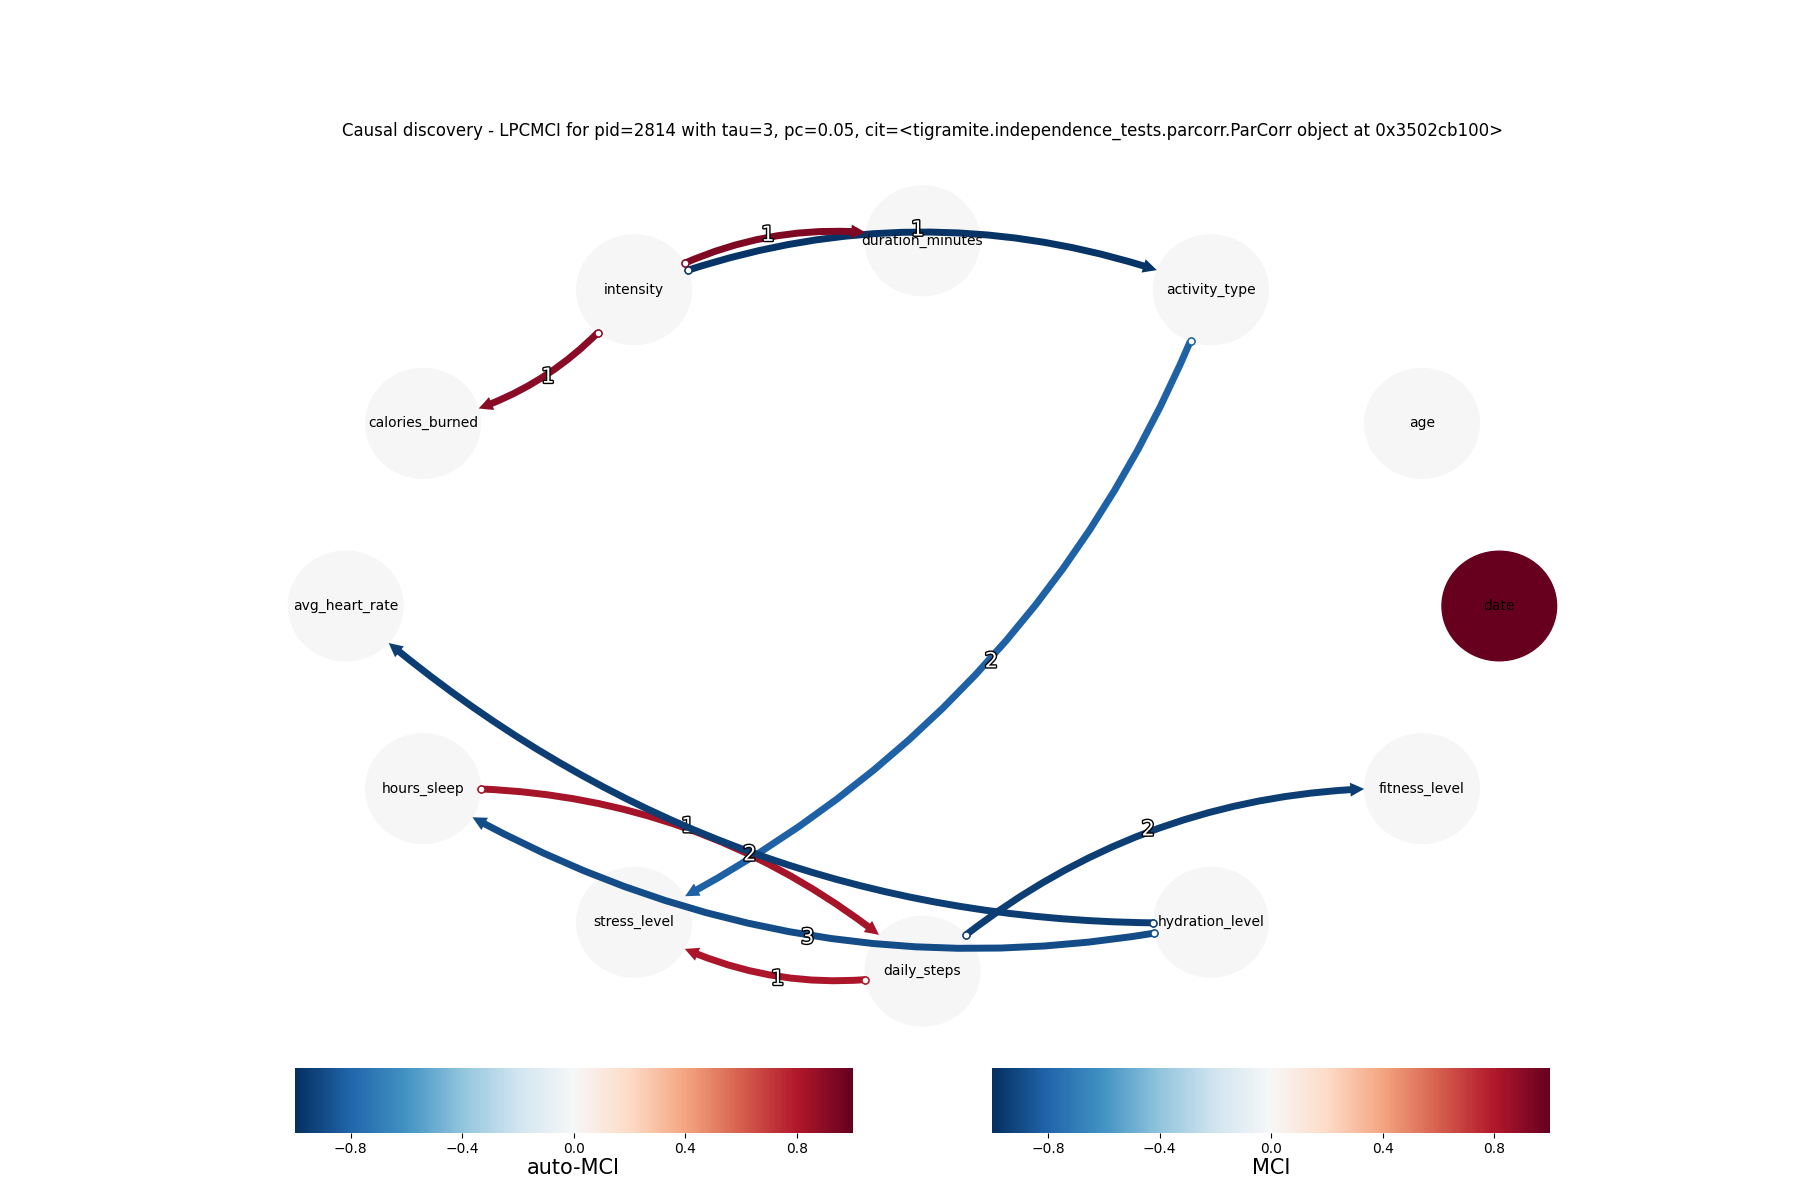 Causal discovery - LPCMCI for pid=2814 with tau=3, pc=0.05, cit=<tigramite.independence_tests.parcorr.ParCorr object at 0x3502cb100>
1
1
duration_minutes
intensity
activity_type
1
calories_burned
age
avg_heart_rate
date
2
hours_sleep
fitness_level
1
2
2
stress_level
hydration_level
3
daily_steps
1
−0.8 −0.4 0.0 0.4 0.8
auto-MCI
−0.8 −0.4 0.0 0.4 0.8
MCI